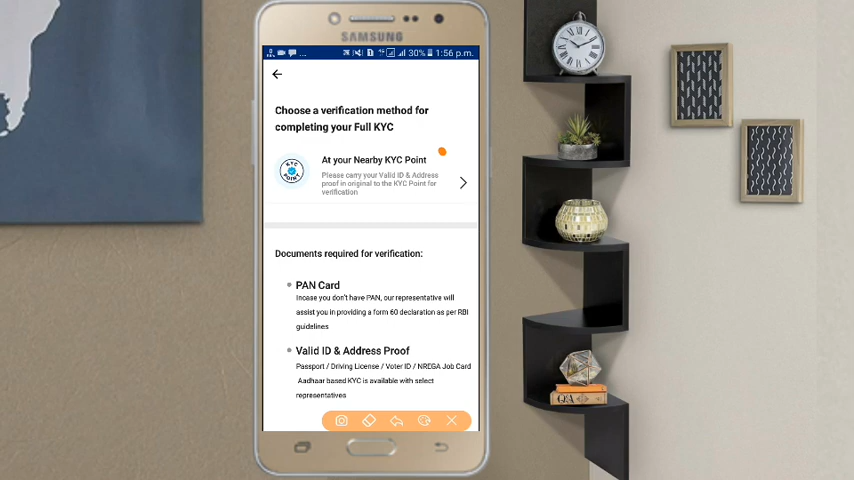 SAMSUNG
30% 1:56 p.m.
Choose a verification method for
completing your Full KYC
KYC
POINT
At your Nearby KYC Point
Please carry your Valid ID & Address
proof in original to the KYC Point for
verification
Documents required for verification:
PAN Card
Incase you don't have PAN, our representative will
assist you in providing a form 60 declaration as per RBI
guidelines
Valid ID & Address Proof
Passport / Driving License / Voter ID / NREGA Job Card
Aadhaar based KYC is available with select
representatives
Q&A